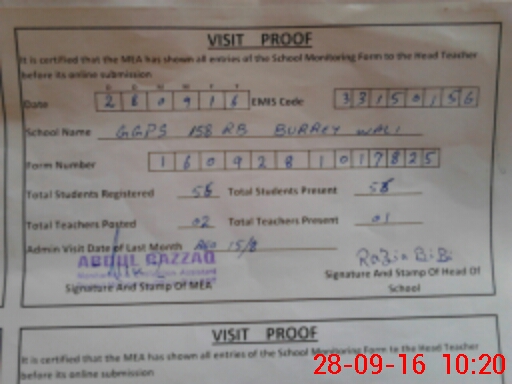 VISIT PROOF
It is certified that the MEA has shown all entries of the School Monitoring Form to the Head Teacher
before its online submission
D D M M Y Y
Date 2 8 0 9 1 6 EMIS Code 3 3 1 5 0 1 5 6
School Name GGPS 158 RB BURREY WALI
Form Number 1 6 0 9 2 8 1 0 1 7 8 2 5
Total Students Registered Total Students Present
Total Teachers Posted 02 Total Teachers Present 01
Admin Visit Date of Last Month AEO 15/8
ABDUL RAZZAQ
Razia BiBi
Signature And Stamp Of MEA Signature And Stamp Of Head Of
School
VISIT PROOF
It is certified that the MEA has shown all entries of the School Monitoring Form to the Head Teacher
before its online submission
28-09-16 10:20